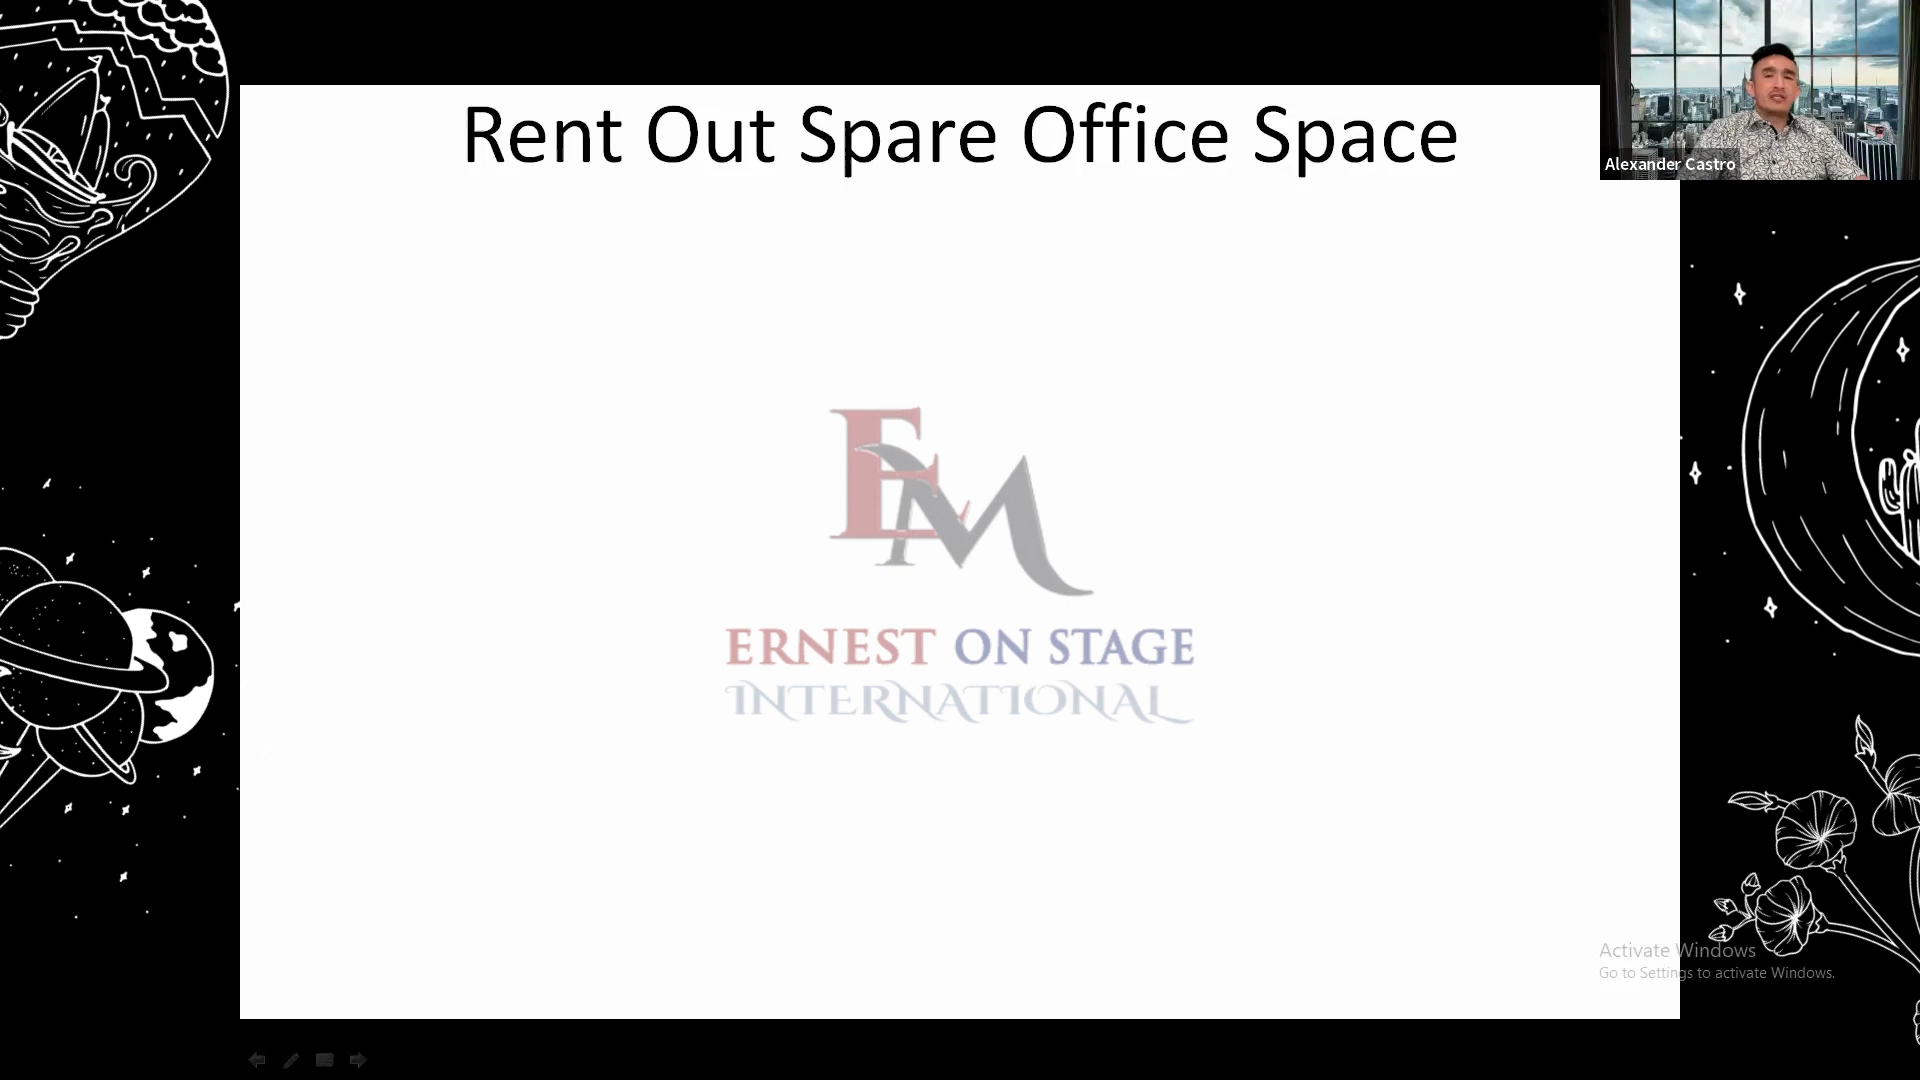 Rent Out Spare Office Space
Alexander Castro
EM
ERNEST ON STAGE
INTERNATIONAL
Activate Windows
Go to Settings to activate Windows.